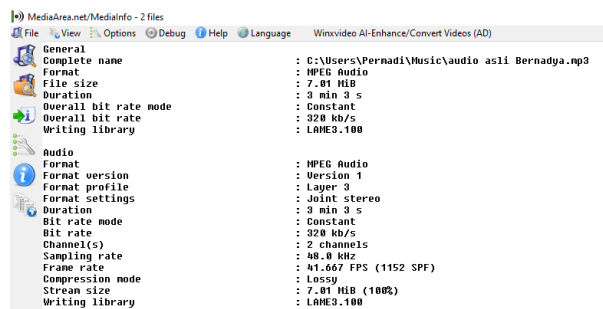 MediaArea.net/MediaInfo - 2 files
File View Options Debug Help Language Winxvideo AI-Enhance/Convert Videos (AD)
General
Complete name : C:\Users\Permadi\Music\audio asli Bernadya.mp3
Format : MPEG Audio
File size : 7.01 MiB
Duration : 3 min 3 s
Overall bit rate mode : Constant
Overall bit rate : 320 kb/s
Writing library : LAME3.100
Audio
Format : MPEG Audio
Format version : Version 1
Format profile : Layer 3
Format settings : Joint stereo
Duration : 3 min 3 s
Bit rate mode : Constant
Bit rate : 320 kb/s
Channel(s) : 2 channels
Sampling rate : 48.0 kHz
Frame rate : 41.667 FPS (1152 SPF)
Compression mode : Lossy
Stream size : 7.01 MiB (100%)
Writing library : LAME3.100